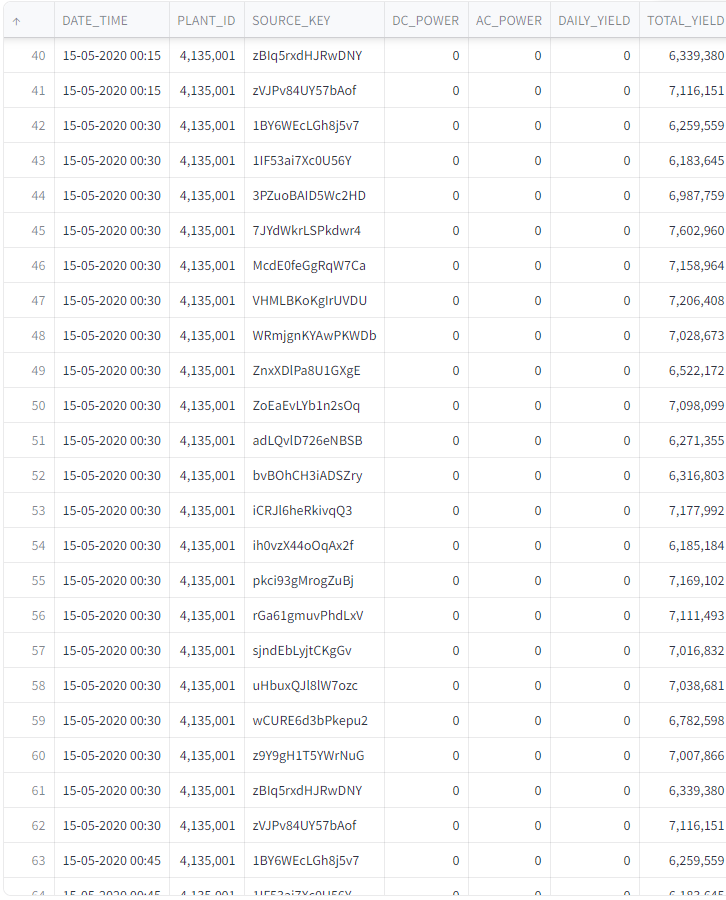 ↑ DATE_TIME PLANT_ID SOURCE_KEY DC_POWER AC_POWER DAILY_YIELD TOTAL_YIELD
40 15-05-2020 00:15 4,135,001 zBIq5rxdHJRwDNY 0 0 0 6,339,380
41 15-05-2020 00:15 4,135,001 zVJPv84UY57bAof 0 0 0 7,116,151
42 15-05-2020 00:30 4,135,001 1BY6WEcLGh8j5v7 0 0 0 6,259,559
43 15-05-2020 00:30 4,135,001 1IF53ai7Xc0U56Y 0 0 0 6,183,645
44 15-05-2020 00:30 4,135,001 3PZuoBAID5Wc2HD 0 0 0 6,987,759
45 15-05-2020 00:30 4,135,001 7JYdWkrLSPkdwr4 0 0 0 7,602,960
46 15-05-2020 00:30 4,135,001 McdE0feGgRqW7Ca 0 0 0 7,158,964
47 15-05-2020 00:30 4,135,001 VHMLBKoKgIrUVDU 0 0 0 7,206,408
48 15-05-2020 00:30 4,135,001 WRmjgnKYAwPKWDb 0 0 0 7,028,673
49 15-05-2020 00:30 4,135,001 ZnxXDlPa8U1GXgE 0 0 0 6,522,172
50 15-05-2020 00:30 4,135,001 ZoEaEvLYb1n2sOq 0 0 0 7,098,099
51 15-05-2020 00:30 4,135,001 adLQvlD726eNBSB 0 0 0 6,271,355
52 15-05-2020 00:30 4,135,001 bvBOhCH3iADSZry 0 0 0 6,316,803
53 15-05-2020 00:30 4,135,001 iCRJl6heRkivqQ3 0 0 0 7,177,992
54 15-05-2020 00:30 4,135,001 ih0vzX44oOqAx2f 0 0 0 6,185,184
55 15-05-2020 00:30 4,135,001 pkci93gMrogZuBj 0 0 0 7,169,102
56 15-05-2020 00:30 4,135,001 rGa61gmuvPhdLxV 0 0 0 7,111,493
57 15-05-2020 00:30 4,135,001 sjndEbLyjtCKgGv 0 0 0 7,016,832
58 15-05-2020 00:30 4,135,001 uHbuxQJl8lW7ozc 0 0 0 7,038,681
59 15-05-2020 00:30 4,135,001 wCURE6d3bPkepu2 0 0 0 6,782,598
60 15-05-2020 00:30 4,135,001 z9Y9gH1T5YWrNuG 0 0 0 7,007,866
61 15-05-2020 00:30 4,135,001 zBIq5rxdHJRwDNY 0 0 0 6,339,380
62 15-05-2020 00:30 4,135,001 zVJPv84UY57bAof 0 0 0 7,116,151
63 15-05-2020 00:45 4,135,001 1BY6WEcLGh8j5v7 0 0 0 6,259,559
64 15-05-2020 00:45 4,135,001 1IF53ai7Xc0U56Y 0 0 0 6,183,645